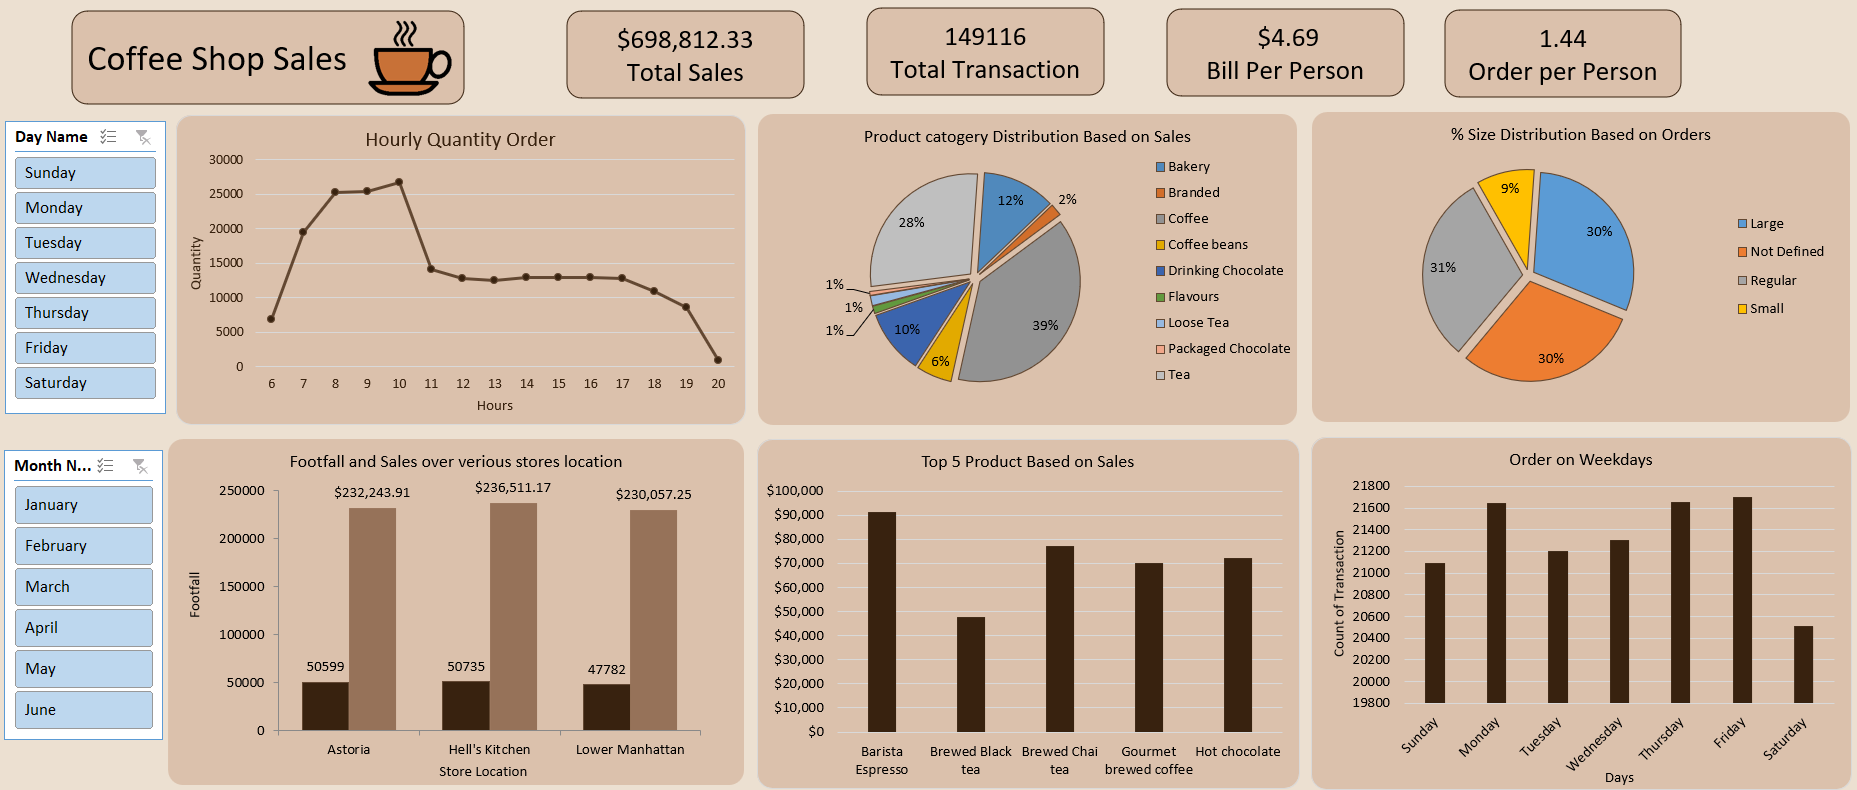 Coffee Shop Sales
$698,812.33
Total Sales
149116
Total Transaction
$4.69
Bill Per Person
1.44
Order per Person
Day Name
Sunday
Monday
Tuesday
Wednesday
Thursday
Friday
Saturday
Hourly Quantity Order
30000
25000
20000
15000
10000
5000
0
Quantity
6 7 8 9 10 11 12 13 14 15 16 17 18 19 20
Hours
Product catogery Distribution Based on Sales
12%
2%
39%
6%
10%
1%
1%
1%
28%
Bakery
Branded
Coffee
Coffee beans
Drinking Chocolate
Flavours
Loose Tea
Packaged Chocolate
Tea
% Size Distribution Based on Orders
9%
30%
31%
30%
Large
Not Defined
Regular
Small
Month N...
January
February
March
April
May
June
Footfall and Sales over verious stores location
250000
200000
150000
100000
50000
0
Footfall
$232,243.91
$236,511.17
$230,057.25
50599
50735
47782
Astoria
Hell's Kitchen
Lower Manhattan
Store Location
Top 5 Product Based on Sales
$100,000
$90,000
$80,000
$70,000
$60,000
$50,000
$40,000
$30,000
$20,000
$10,000
$0
Barista
Espresso
Brewed Black
tea
Brewed Chai
tea
Gourmet
brewed coffee
Hot chocolate
Order on Weekdays
21800
21600
21400
21200
21000
20800
20600
20400
20200
20000
19800
Count of Transaction
Sunday
Monday
Tuesday
Wednesday
Thursday
Friday
Saturday
Days